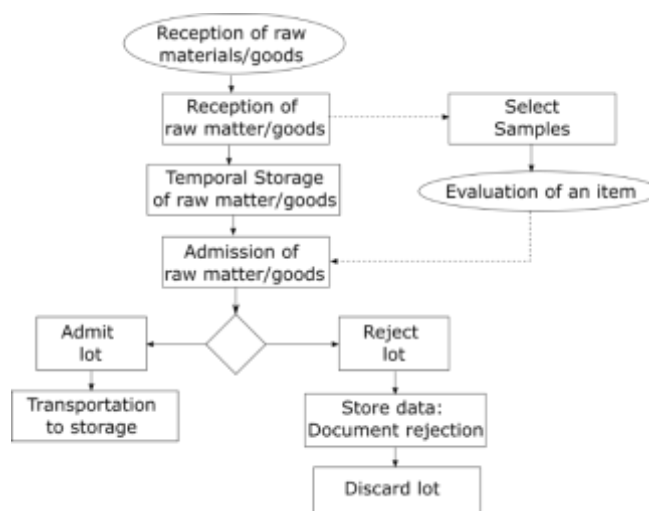 Reception of raw
materials/goods
Reception of
raw matter/goods
Select
Samples
Temporal Storage
of raw matter/goods
Evaluation of an item
Admission of
raw matter/goods
Admit
lot
Reject
lot
Transportation
to storage
Store data:
Document rejection
Discard lot